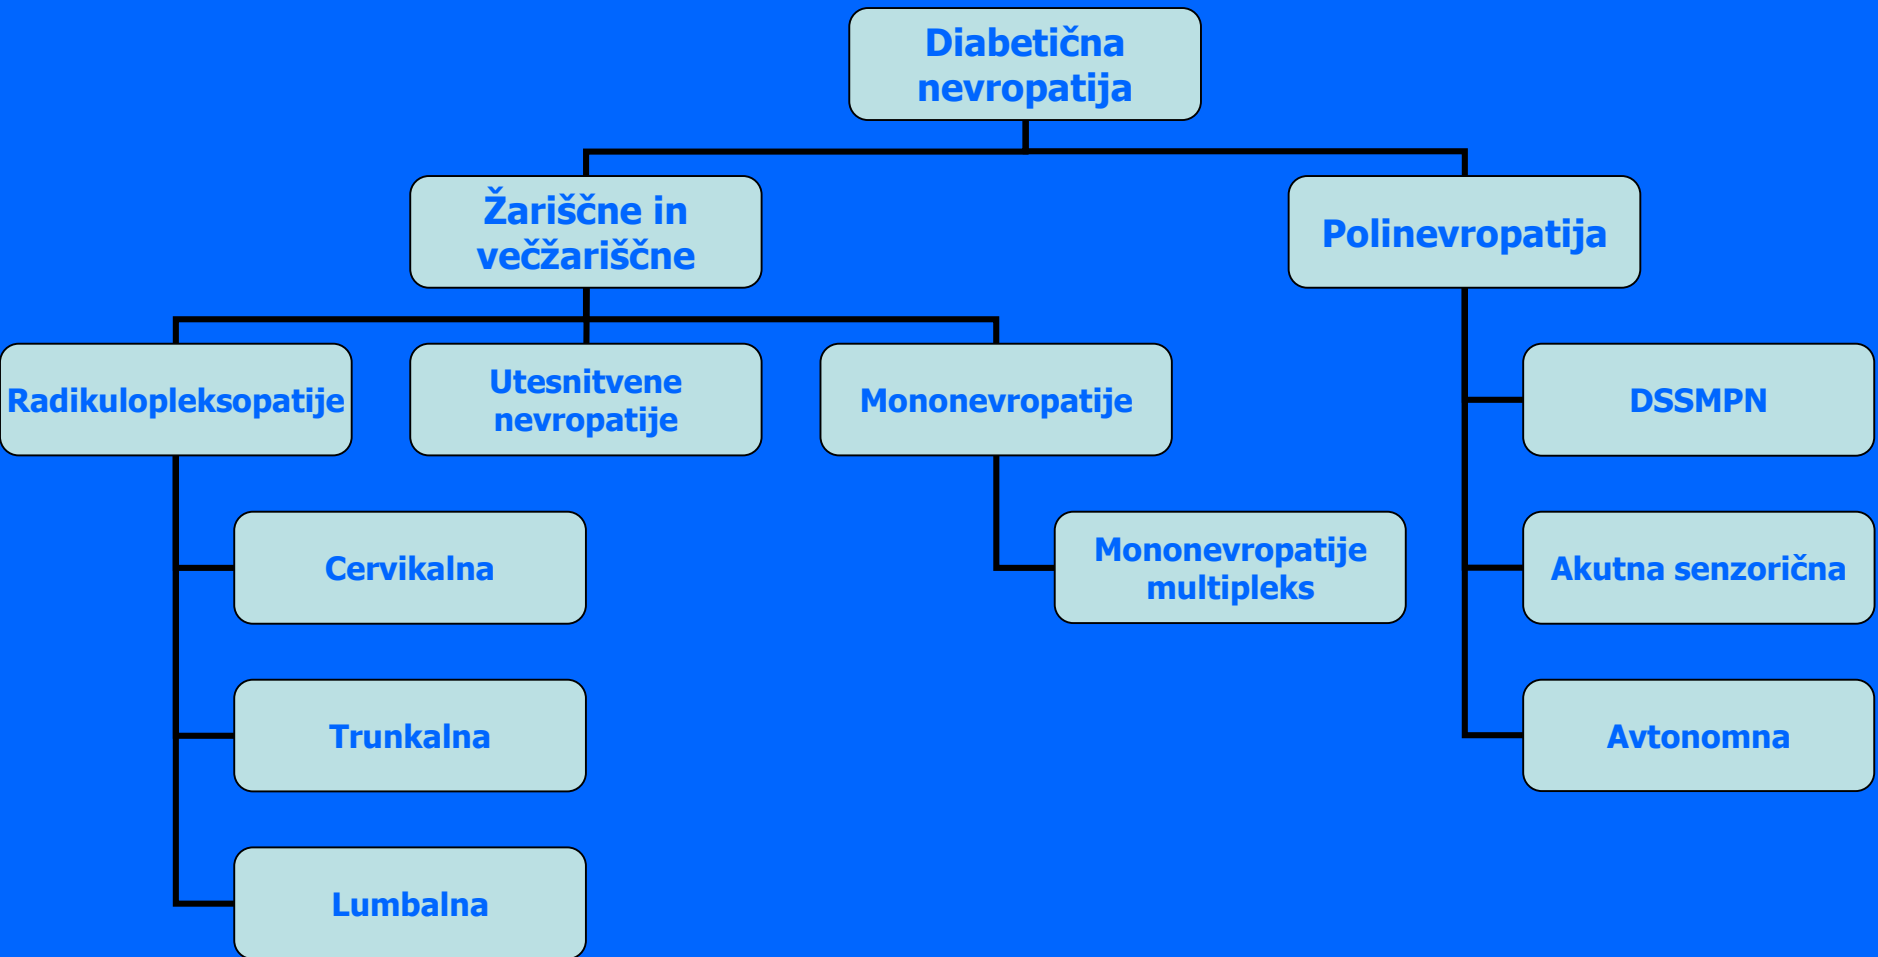 Diabetična
nevropatija
Žariščne in
večžariščne
Polinevropatija
Radikulopleksopatije
Utesnitvene
nevropatije
Mononevropatije
DSSMPN
Cervikalna
Mononevropatije
multipleks
Akutna senzorična
Trunkalna
Avtonomna
Lumbalna